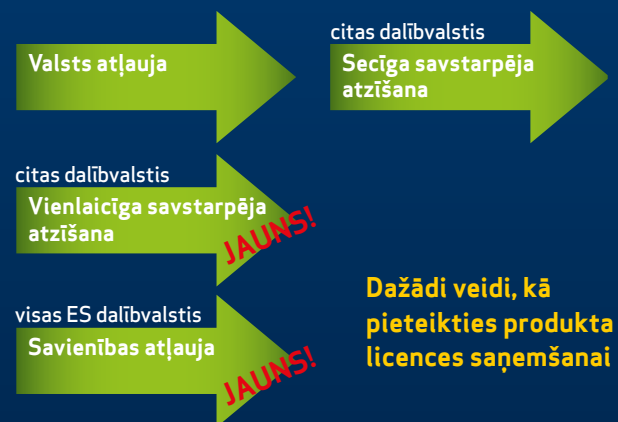 Valsts atļauja
citas dalībvalstis
Secīga savstarpēja
atzīšana
citas dalībvalstis
Vienlaicīga savstarpēja
atzīšana
JAUNS!
visas ES dalībvalstis
Savienības atļauja
JAUNS!
Dažādi veidi, kā
pieteikties produkta
licences saņemšanai